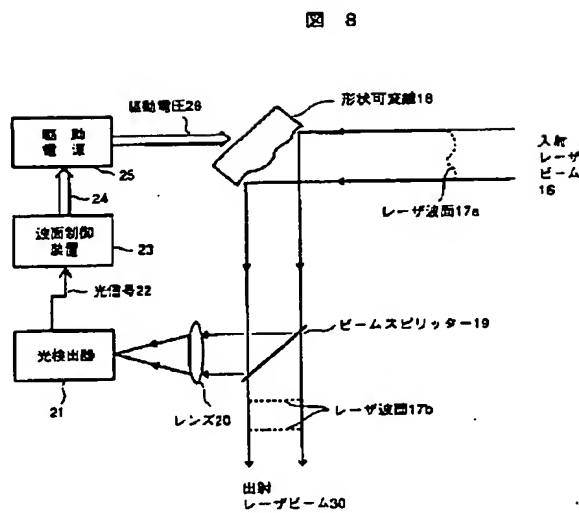 図 8
駆動電圧26
形状可変鏡18
駆動
電源
25
入射
レーザ
ビーム
16
レーザ波面17a
24
波面制御
装置
23
光信号22
ビームスピリッター19
光検出器
21
レンズ20
レーザ波面17b
出射
レーザビーム30